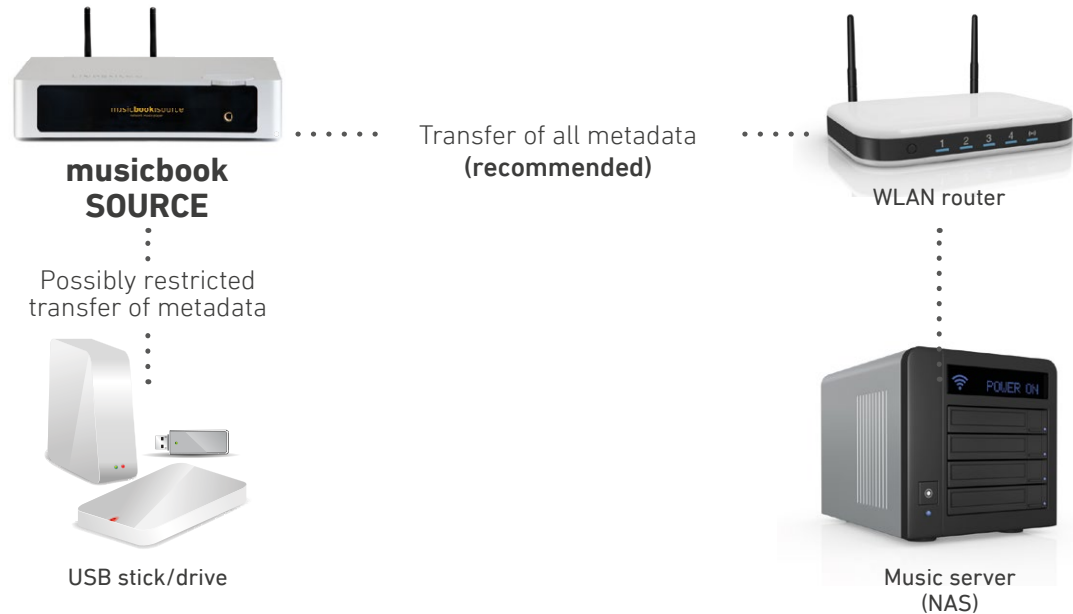 musicbooksource
Transfer of all metadata
(recommended)
1 2 3 4
musicbook
SOURCE
WLAN router
Possibly restricted
transfer of metadata
POWER ON
USB stick/drive
Music server
(NAS)